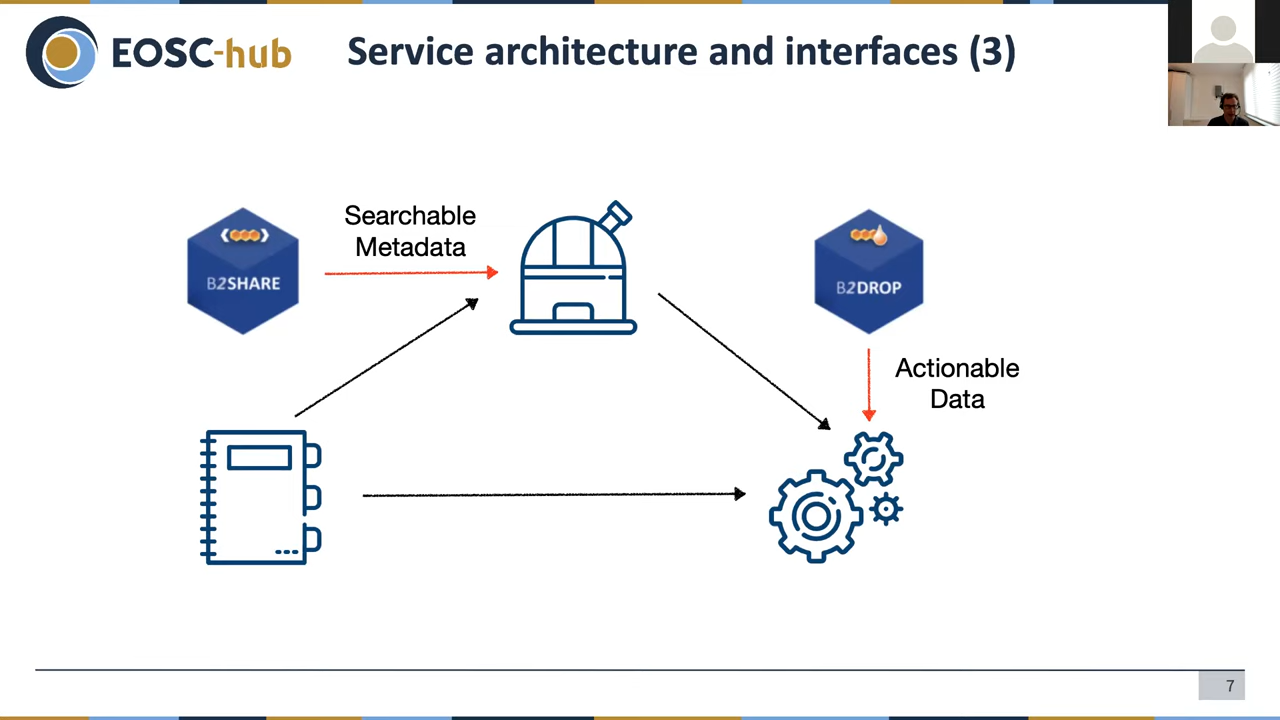 EOSC-hub
Service architecture and interfaces (3)
Searchable
Metadata
B2SHARE
B2DROP
Actionable
Data
7